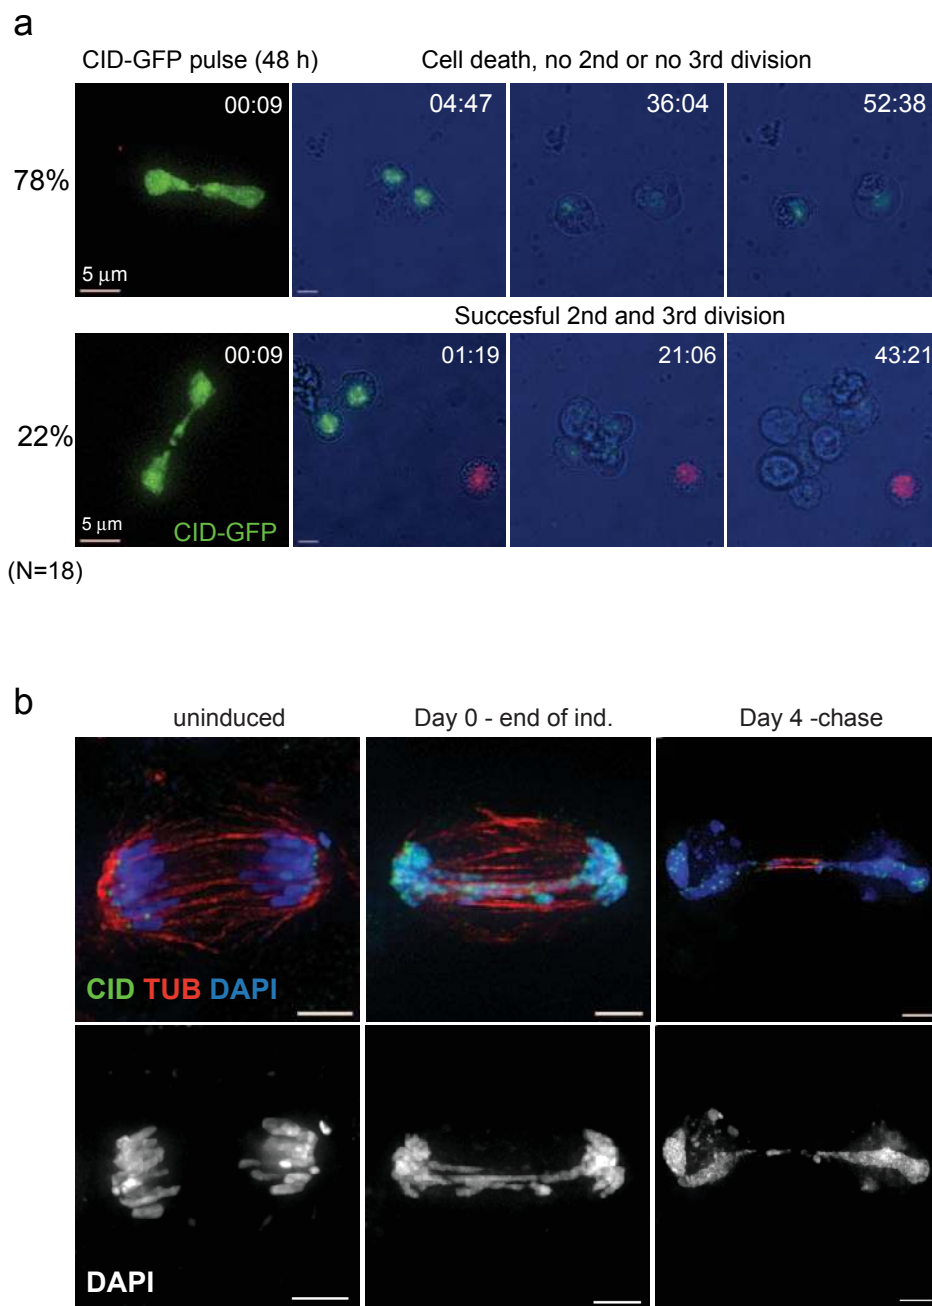 a
CID-GFP pulse (48 h) Cell death, no 2nd or no 3rd division
00:09 04:47 36:04 52:38
78%
5 μm
Succesful 2nd and 3rd division
00:09 01:19 21:06 43:21
22%
5 μm CID-GFP
(N=18)
b
uninduced Day 0 - end of ind. Day 4 -chase
CID TUB DAPI
DAPI